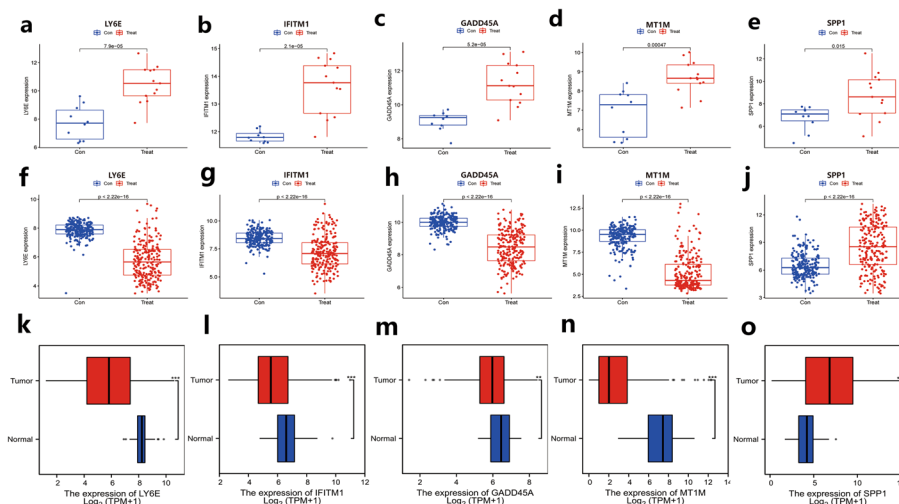 a
LY6E
Con Treat
7.9e-05
LY6E expression
10
8
6
Con
Treat
b
IFITM1
Con Treat
2.1e-05
IFITM1 expression
14
13
12
Con
Treat
c
GADD45A
Con Treat
5.2e-05
GADD45A expression
12
10
8
Con
Treat
d
MT1M
Con Treat
0.00047
MT1M expression
10
9
8
7
6
Con
Treat
e
SPP1
Con Treat
0.015
SPP1 expression
12
10
8
6
Con
Treat
f
LY6E
Con Treat
p < 2.22e-16
LY6E expression
10
8
6
4
Con
Treat
g
IFITM1
Con Treat
p < 2.22e-16
IFITM1 expression
10.0
7.5
5.0
Con
Treat
h
GADD45A
Con Treat
p < 2.22e-16
GADD45A expression
10
8
6
Con
Treat
i
MT1M
Con Treat
p < 2.22e-16
MT1M expression
12.5
10.0
7.5
5.0
2.5
Con
Treat
j
SPP1
Con Treat
p < 2.22e-16
SPP1 expression
12
9
6
3
Con
Treat
k
Tumor
Normal
***
2 4 6 8 10
The expression of LY6E
Log2 (TPM+1)
l
***
2 4 6 8 10 12
The expression of IFITM1
Log2 (TPM+1)
m
Tumor
Normal
**
2 4 6 8
The expression of GADD45A
Log2 (TPM+1)
n
Tumor
Normal
***
0 2 4 6 8 10 12 14
The expression of MT1M
Log2 (TPM+1)
o
Tumor
Normal
0 5 10 15
The expression of SPP1
Log2 (TPM+1)